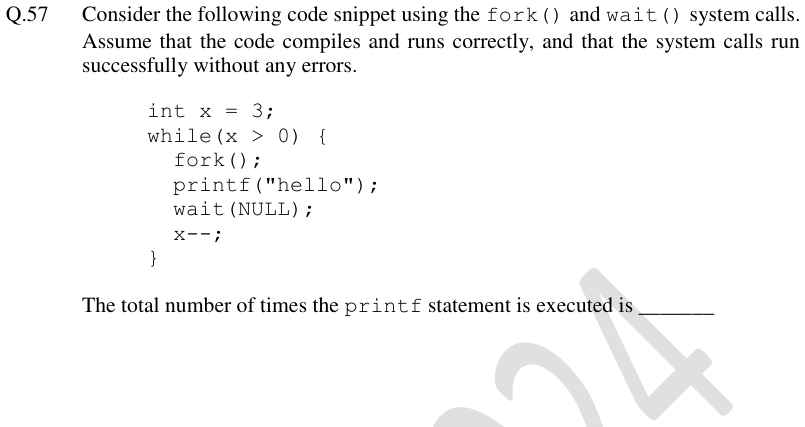 Q.57 Consider the following code snippet using the fork() and wait() system calls.
Assume that the code compiles and runs correctly, and that the system calls run
successfully without any errors.
int x = 3;
while(x > 0) {
fork();
printf("hello");
wait(NULL);
x--;
}
The total number of times the printf statement is executed is _______